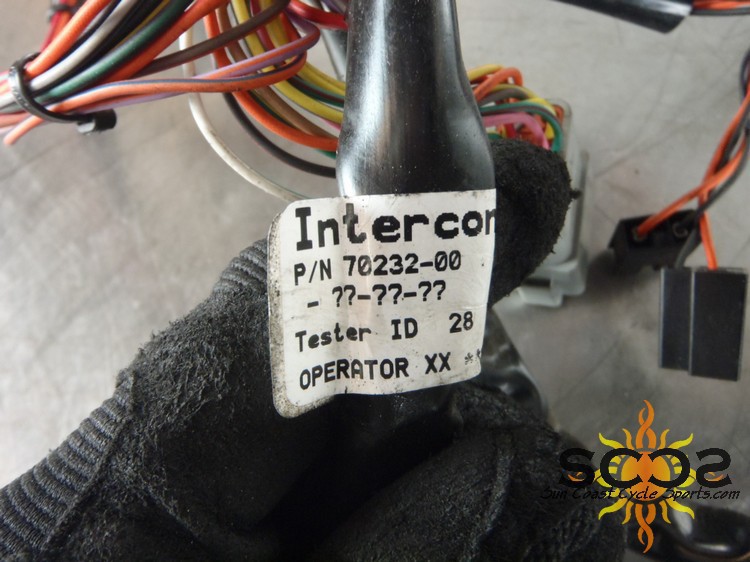 Intercon
P/N 70232-00
- ??-??-??
Tester ID 28
OPERATOR XX **
SCCS
Sun Coast Cycle Sports.com